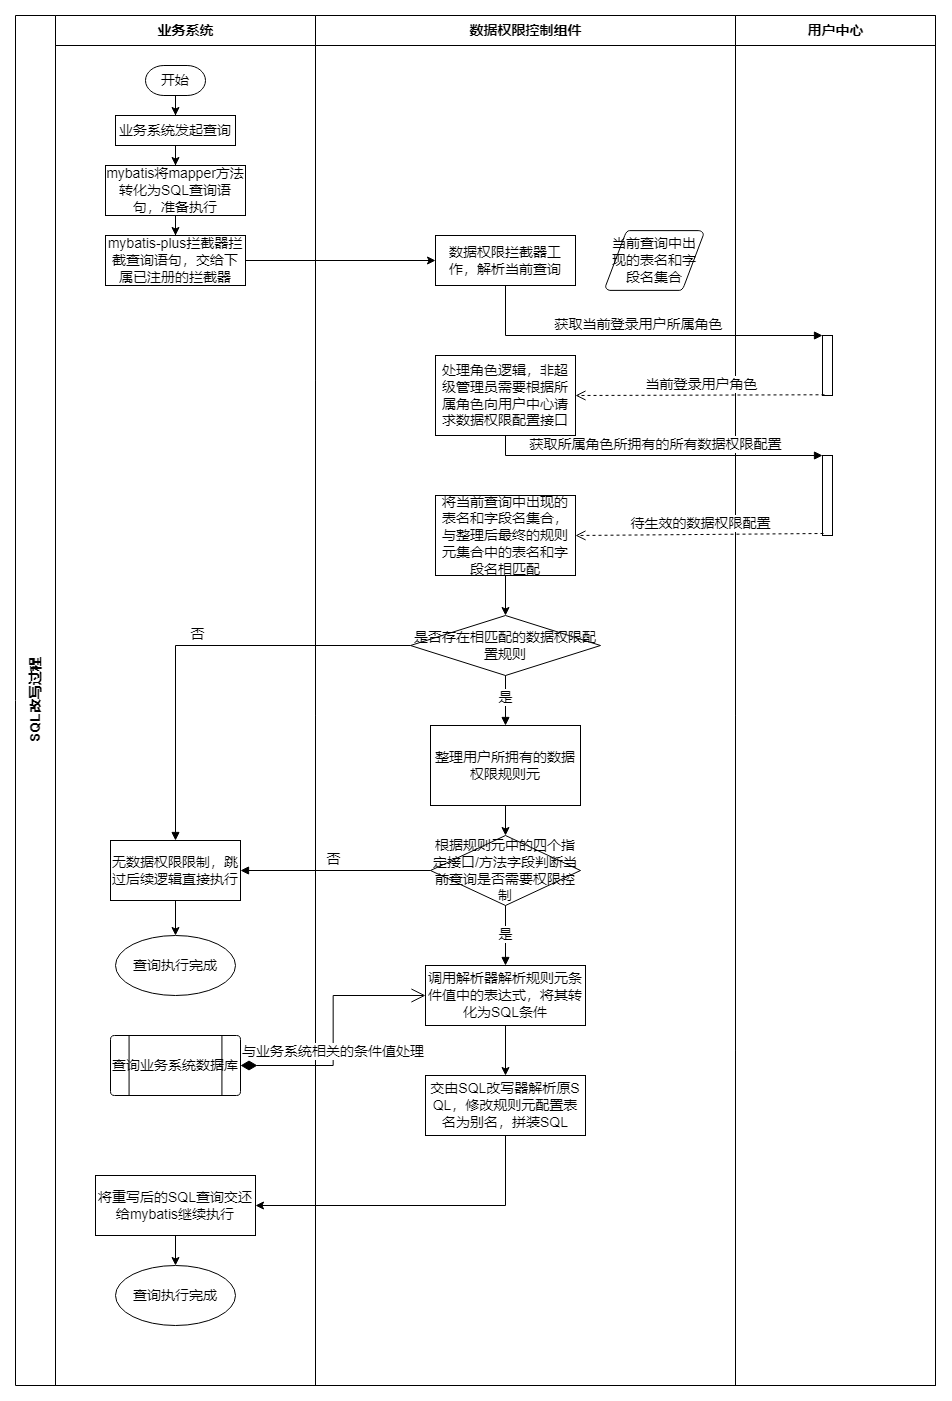 业务系统
数据权限控制组件
用户中心
SQL改写过程
开始
业务系统发起查询
mybatis将mapper方法
转化为SQL查询语
句，准备执行
mybatis-plus拦截器拦
截查询语句，交给下
属已注册的拦截器
数据权限拦截器工
作，解析当前查询
当前查询中出
现的表名和字
段名集合
获取当前登录用户所属角色
处理角色逻辑，非超
级管理员需要根据所
属角色向用户中心请
求数据权限配置接口
当前登录用户角色
获取所属角色所拥有的所有数据权限配置
将当前查询中出现的
表名和字段名集合，
与整理后最终的规则
元集合中的表名和字
段名相匹配
待生效的数据权限配置
是否存在相匹配的数据权限配
置规则
否
是
整理用户所拥有的数据
权限规则元
根据规则元中的四个指
定接口/方法字段判断当
前查询是否需要权限控
制
否
无数据权限限制，跳
过后续逻辑直接执行
是
查询执行完成
调用解析器解析规则元条
件值中的表达式，将其转
化为SQL条件
与业务系统相关的条件值处理
查询业务系统数据库
交由SQL改写器解析原S
QL，修改规则元配置表
名为别名，拼装SQL
将重写后的SQL查询交还
给mybatis继续执行
查询执行完成